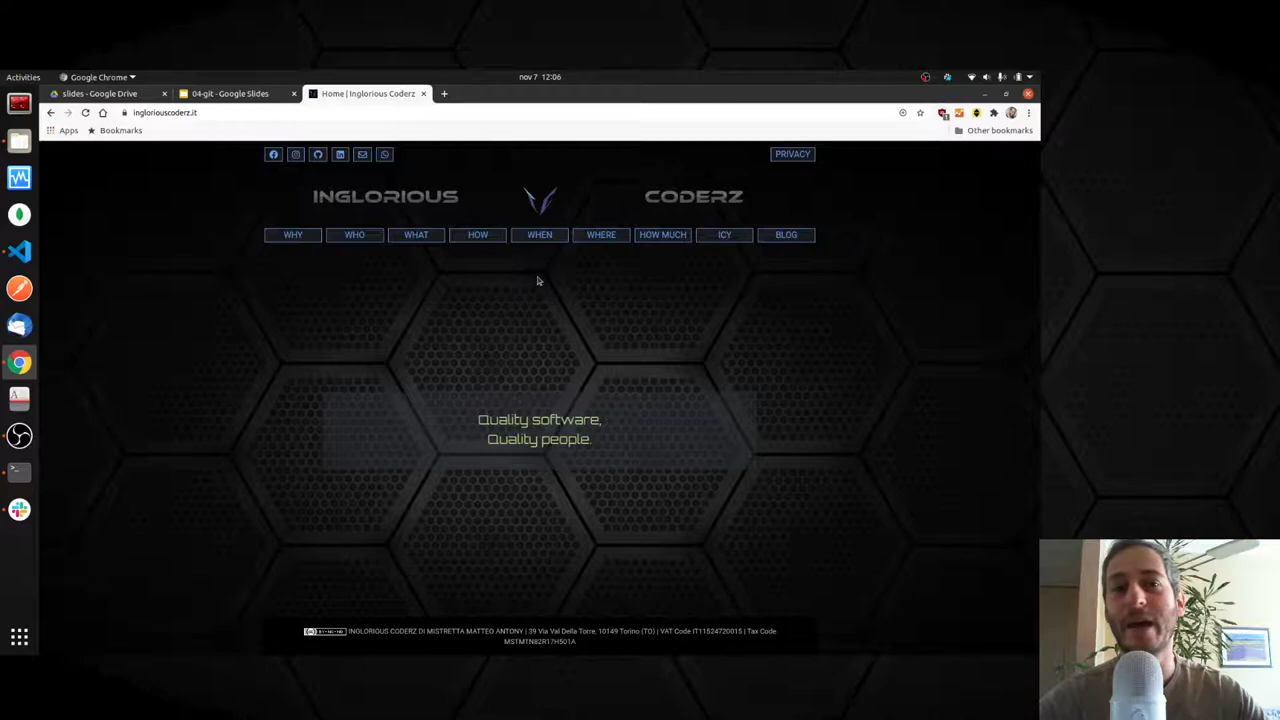 Activities
Google Chrome
nov 7 12:06
slides - Google Drive
04-git - Google Slides
Home | Inglorious Coderz
ingloriouscoderz.it
Apps
Bookmarks
Other bookmarks
PRIVACY
INGLORIOUS
CODERZ
WHY
WHO
WHAT
HOW
WHEN
WHERE
HOW MUCH
ICY
BLOG
Quality software,
Quality people.
INGLORIOUS CODERZ DI MISTRETTA MATTEO ANTONY | 39 Via Val Della Torre, 10149 Torino (TO) | VAT Code IT11524720015 | Tax Code
MSTMTN82R17H501A